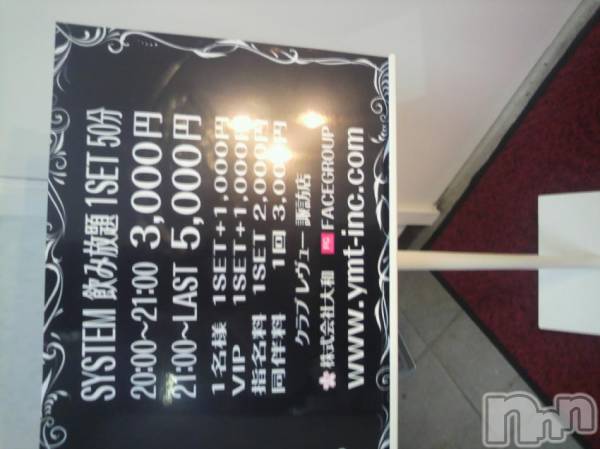 SYSTEM 飲み放題 1SET 50分
20:00〜21:00 3,000円
21:00〜LAST 5,000円
1名様 1SET+1,000円
VIP 1SET+1,000円
指名料 1SET 2,000円
同伴料 1回 3,000円
クラブ レヴュー 諏訪店
株式会社大和 FG FACEGROUP
www.ymt-inc.com
nnn